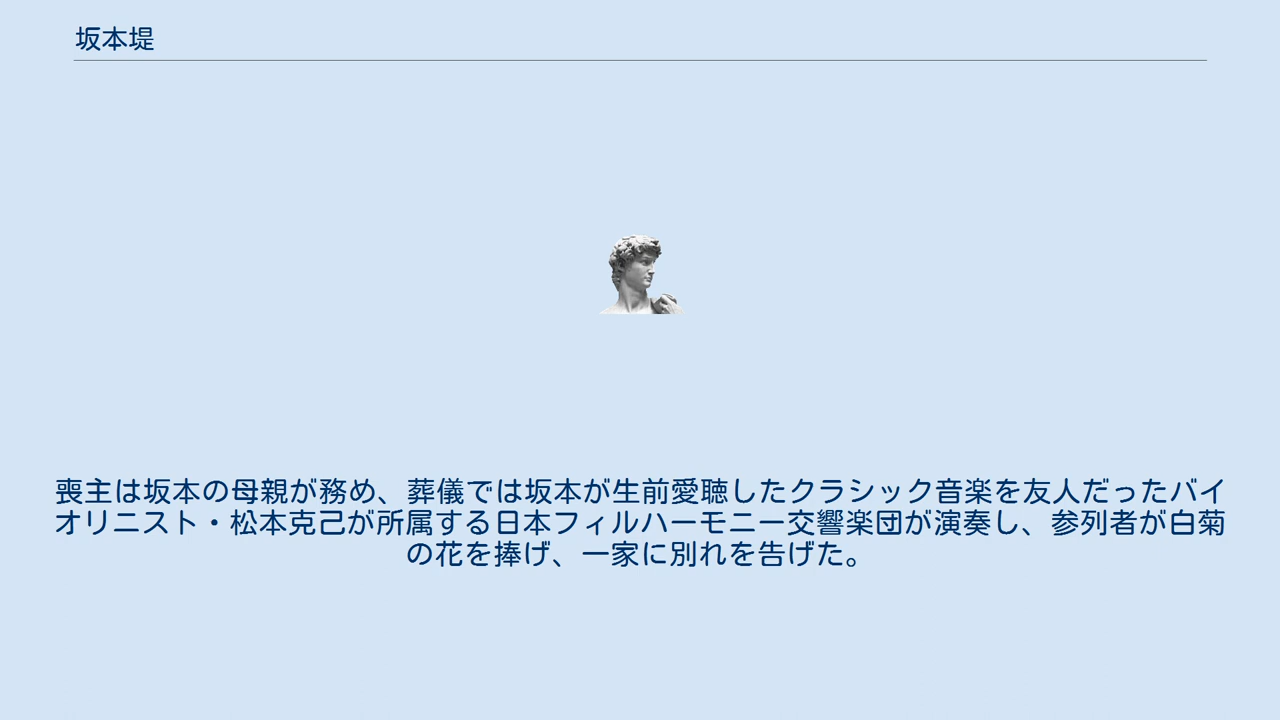 坂本堤
喪主は坂本の母親が務め、葬儀では坂本が生前愛聴したクラシック音楽を友人だったバイ
オリニスト・松本克己が所属する日本フィルハーモニー交響楽団が演奏し、参列者が白菊
の花を捧げ、一家に別れを告げた。